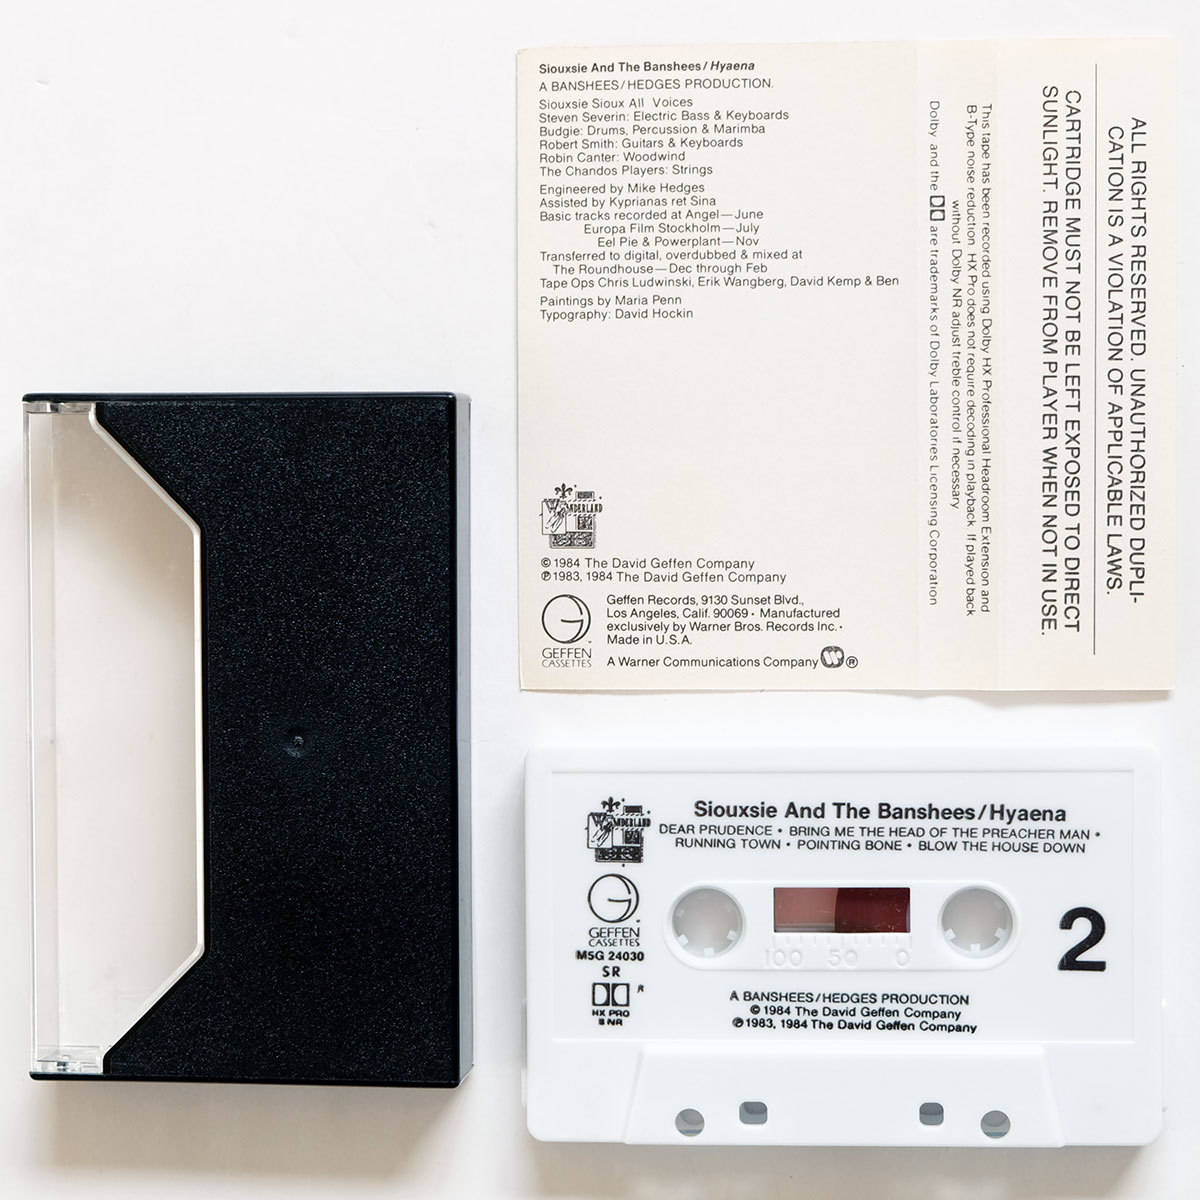 Siouxsie And The Banshees/Hyaena
A BANSHEES/HEDGES PRODUCTION.
Siouxsie Sioux All Voices
Steven Severin: Electric Bass & Keyboards
Budgie: Drums, Percussion & Marimba
Robert Smith: Guitars & Keyboards
Robin Canter: Woodwind
The Chandos Players: Strings
Engineered by Mike Hedges
Assisted by Kyprianas ret Sina
Basic tracks recorded at Angel—June
Europa Film Stockholm—July
Eel Pie & Powerplant—Nov
Transferred to digital, overdubbed & mixed at
The Roundhouse—Dec through Feb
Tape Ops Chris Ludwinski, Erik Wangberg, David Kemp & Ben
Paintings by Maria Penn
Typography: David Hockin
WONDERLAND
© 1984 The David Geffen Company
℗ 1983, 1984 The David Geffen Company
GEFFEN
CASSETTES
Geffen Records, 9130 Sunset Blvd.,
Los Angeles, Calif. 90069 • Manufactured
exclusively by Warner Bros. Records Inc. •
Made in U.S.A.
A Warner Communications Company ®
This tape has been recorded using Dolby HX Professional Headroom Extension and
B-Type noise reduction HX Pro does not require decoding in playback If played back
without Dolby NR adjust treble control if necessary
Dolby and the are trademarks of Dolby Laboratories Licensing Corporation
ALL RIGHTS RESERVED. UNAUTHORIZED DUPLI-
CATION IS A VIOLATION OF APPLICABLE LAWS.
CARTRIDGE MUST NOT BE LEFT EXPOSED TO DIRECT
SUNLIGHT. REMOVE FROM PLAYER WHEN NOT IN USE.
WONDERLAND
Siouxsie And The Banshees/Hyaena
DEAR PRUDENCE • BRING ME THE HEAD OF THE PREACHER MAN •
RUNNING TOWN • POINTING BONE • BLOW THE HOUSE DOWN
GEFFEN
CASSETTES
M5G 24030
SR
HX PRO
B NR
100 50 0
2
A BANSHEES/HEDGES PRODUCTION
© 1984 The David Geffen Company
℗ 1983, 1984 The David Geffen Company